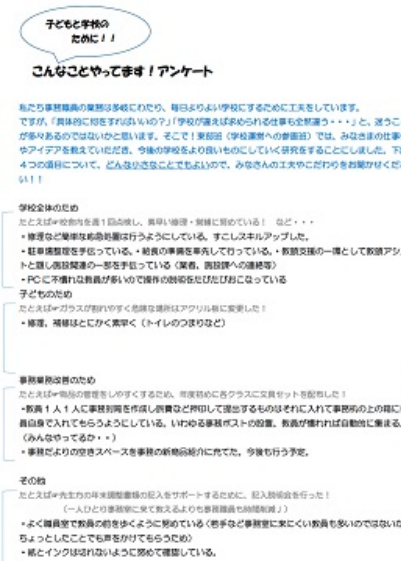 子どもと学校の
ために！！
こんなことやってます！アンケート
私たち事務職員の業務は多岐にわたり、毎日よりよい学校にするために工夫をしています。
ですが、「具体的に何をすればいいの？」「学校が違えば求められる仕事も全然違う・・・」と、迷うこ
が多々あるのではないかと思います。そこで！東部班（学校運営への参画班）では、みなさまの仕事
やアイデアを教えていただき、今後の学校をより良いものにしていく研究をすることにしました。下
４つの項目について、どんな小さなことでもよいので、みなさんの工夫やこだわりをお聞かせくだ
い！！
学校全体のため
たとえば☞校舎内を週１回点検し、素早い修理・発注に努めている！　など・・・
・修理など簡単な応急処置は行うようにしている。すこしスキルアップした。
・駐車場整理を手伝っている。・給食の準備を率先して行っている。・教頭支援の一環として教頭アシ
トと題し施設関連の一部を手伝っている（業者、施設課への連絡等）
・PCに不慣れな教員が多いので操作の説明をたびたびおこなっている
子どものため
たとえば☞ガラスが割れやすく危険な場所はアクリル板に変更した！
・修理、補修はとにかく素早く（トイレのつまりなど）
事務業務改善のため
たとえば☞物品の管理をしやすくするため、年度初めに各クラスに文具セットを配布した！
・教員１人１人に事務封筒を作成し旅費など押印して提出するものはそれに入れて事務机の上の箱に
員自身で入れてもらうようにしている。いわゆる事務ポストの設置。教員が慣れれば自動的に集まる。
（みんなやってるか・・）
・事務だよりの空きスペースを事務の新商品紹介に充てた。今後も行う予定。
その他
たとえば☞先生方の年末調整書類の記入をサポートするために、記入説明会を行った！
（一人ひとり事務室に来て教えるよりも事務職員も時間削減♪）
・よく職員室で教員の前を歩くように努めている（若手など事務室に来にくい教員も多いのではないか
ちょっとしたことでも声をかけてもらうため）
・紙とインクは切れないように努めて確認している。